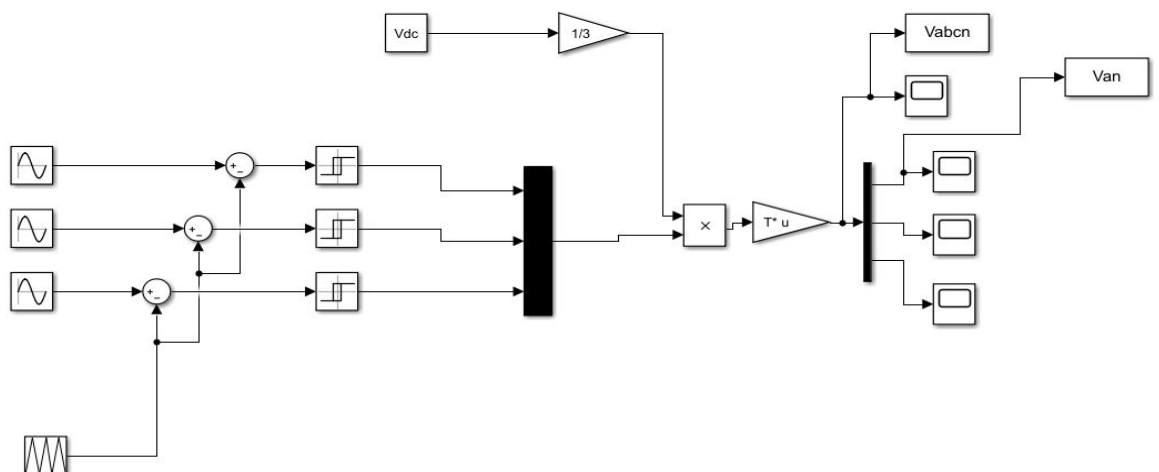 Vdc
1/3
Vabcn
Van
+
−
+
−
+
−
×
T* u